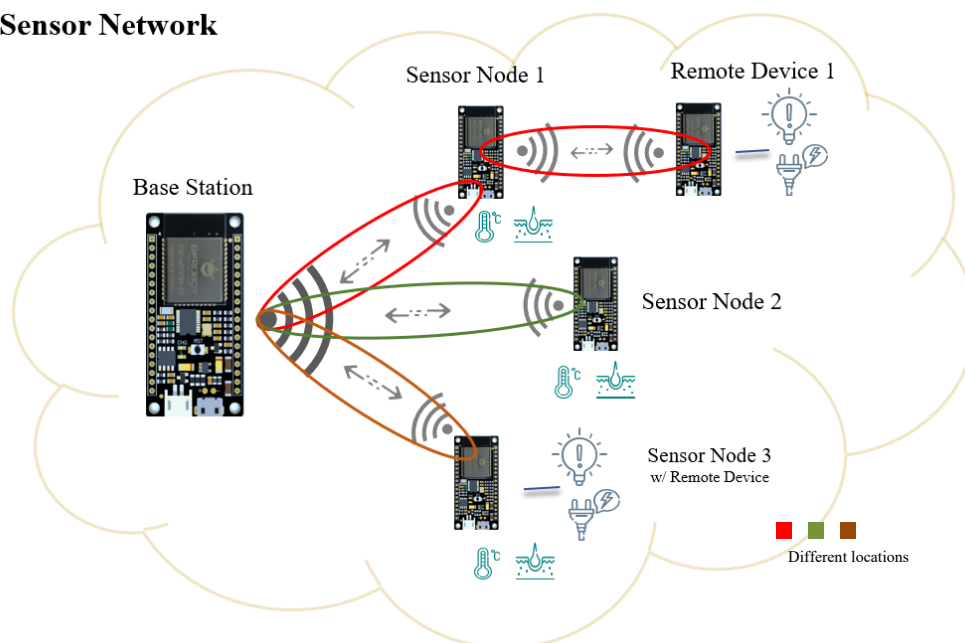 Sensor Network
Sensor Node 1
Remote Device 1
Base Station
Sensor Node 2
Sensor Node 3
w/ Remote Device
Different locations